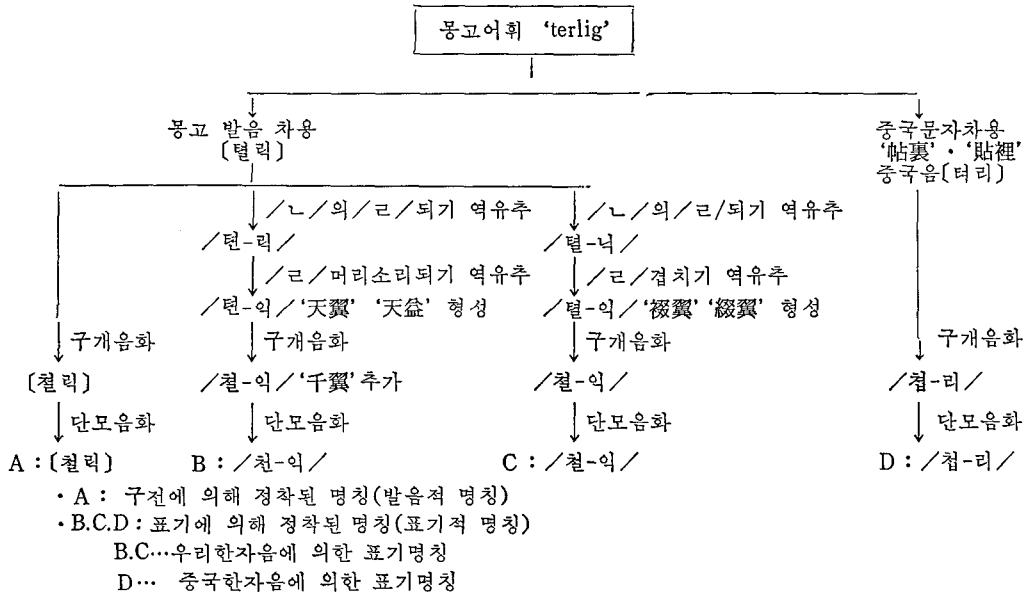 몽고어휘 ‘terlig’
몽고 발음 차용
〔텰릭〕
중국문자차용
‘帖裏’・‘貼裡’
중국음〔터리〕
／ㄴ／의／ㄹ／되기 역유추
／ㄴ／의／ㄹ/되기 역유추
／텬-릭／
／텰-닉／
／ㄹ／머리소리되기 역유추
／ㄹ／겹치기 역유추
／텬-익／‘天翼’ ‘天益’ 형성
／텰-익／‘裰翼’ ‘綴翼’ 형성
구개음화
구개음화
구개음화
구개음화
〔쳘릭〕
／쳘-익／‘千翼’추가
／쳘-익／
／쳡-리／
단모음화
단모음화
단모음화
단모음화
A：〔철릭〕
B：／천-익／
C：／철-익／
D：／첩-리／
・A： 구전에 의해 정착된 명칭(발음적 명칭)
・B.C.D：표기에 의해 정착된 명칭(표기적 명칭)
B.C…우리한자음에 의한 표기명칭
D… 중국한자음에 의한 표기명칭